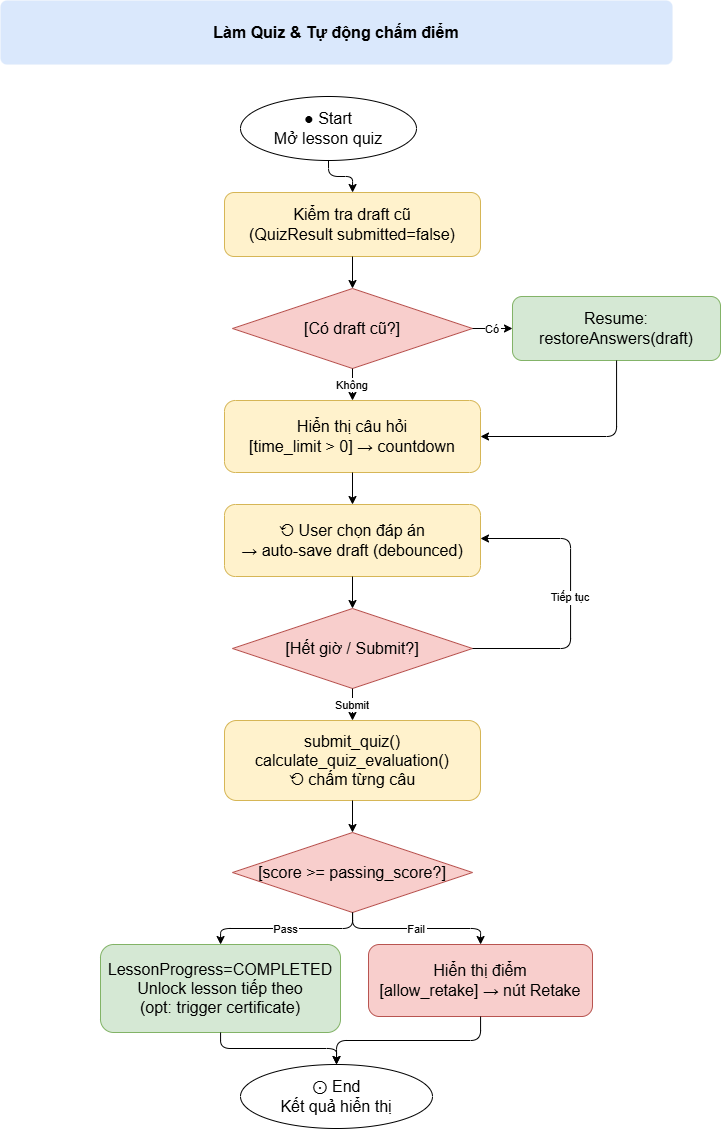 Làm Quiz & Tự động chấm điểm
● Start
Mở lesson quiz
Kiểm tra draft cũ
(QuizResult submitted=false)
[Có draft cũ?]
Có
Resume:
restoreAnswers(draft)
Không
Hiển thị câu hỏi
[time_limit > 0] → countdown
⟲ User chọn đáp án
→ auto-save draft (debounced)
Tiếp tục
[Hết giờ / Submit?]
Submit
submit_quiz()
calculate_quiz_evaluation()
⟲ chấm từng câu
[score >= passing_score?]
Pass
Fail
LessonProgress=COMPLETED
Unlock lesson tiếp theo
(opt: trigger certificate)
Hiển thị điểm
[allow_retake] → nút Retake
⊙ End
Kết quả hiển thị